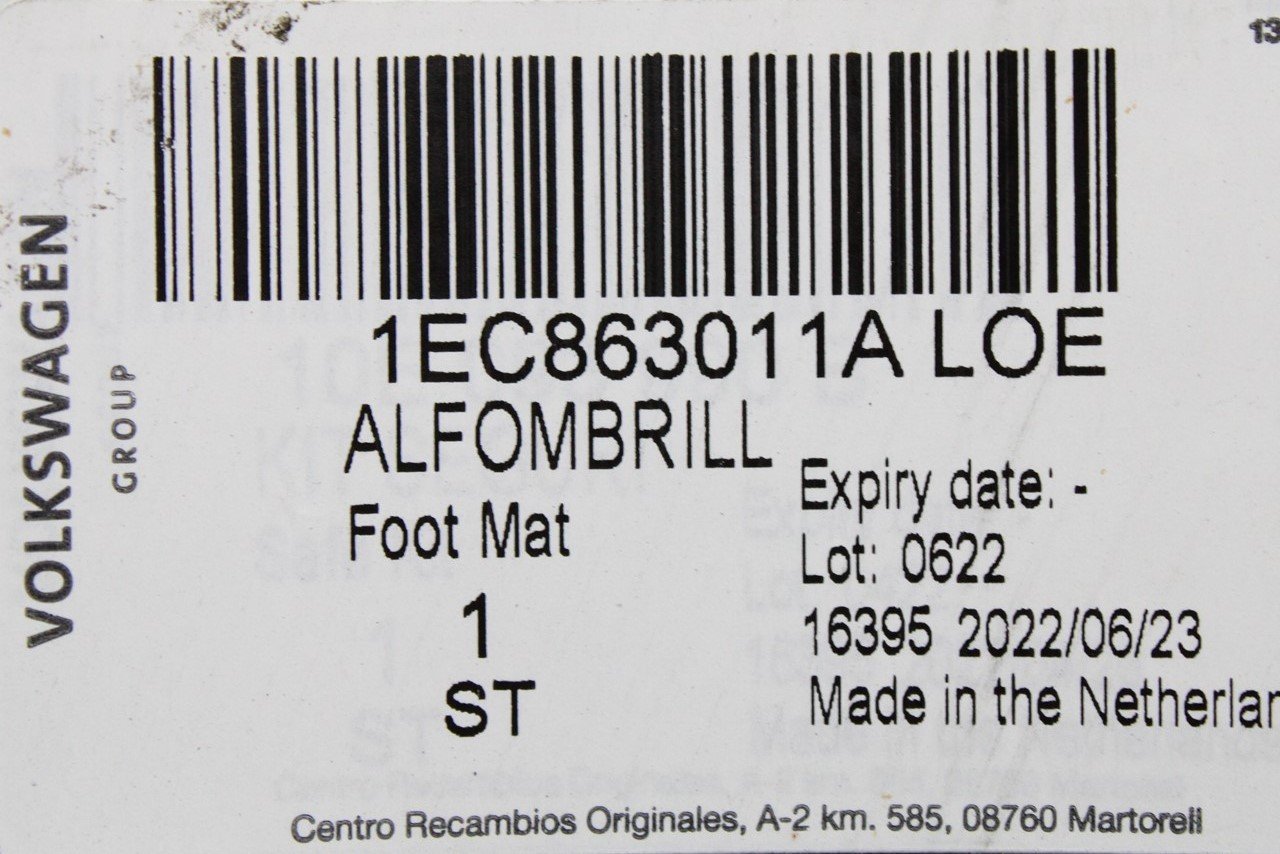 13
VOLKSWAGEN
GROUP
1EC863011A LOE
ALFOMBRILL
Foot Mat
1
ST
Expiry date: -
Lot: 0622
16395 2022/06/23
Made in the Netherlan
Centro Recambios Originales, A-2 km. 585, 08760 Martorell